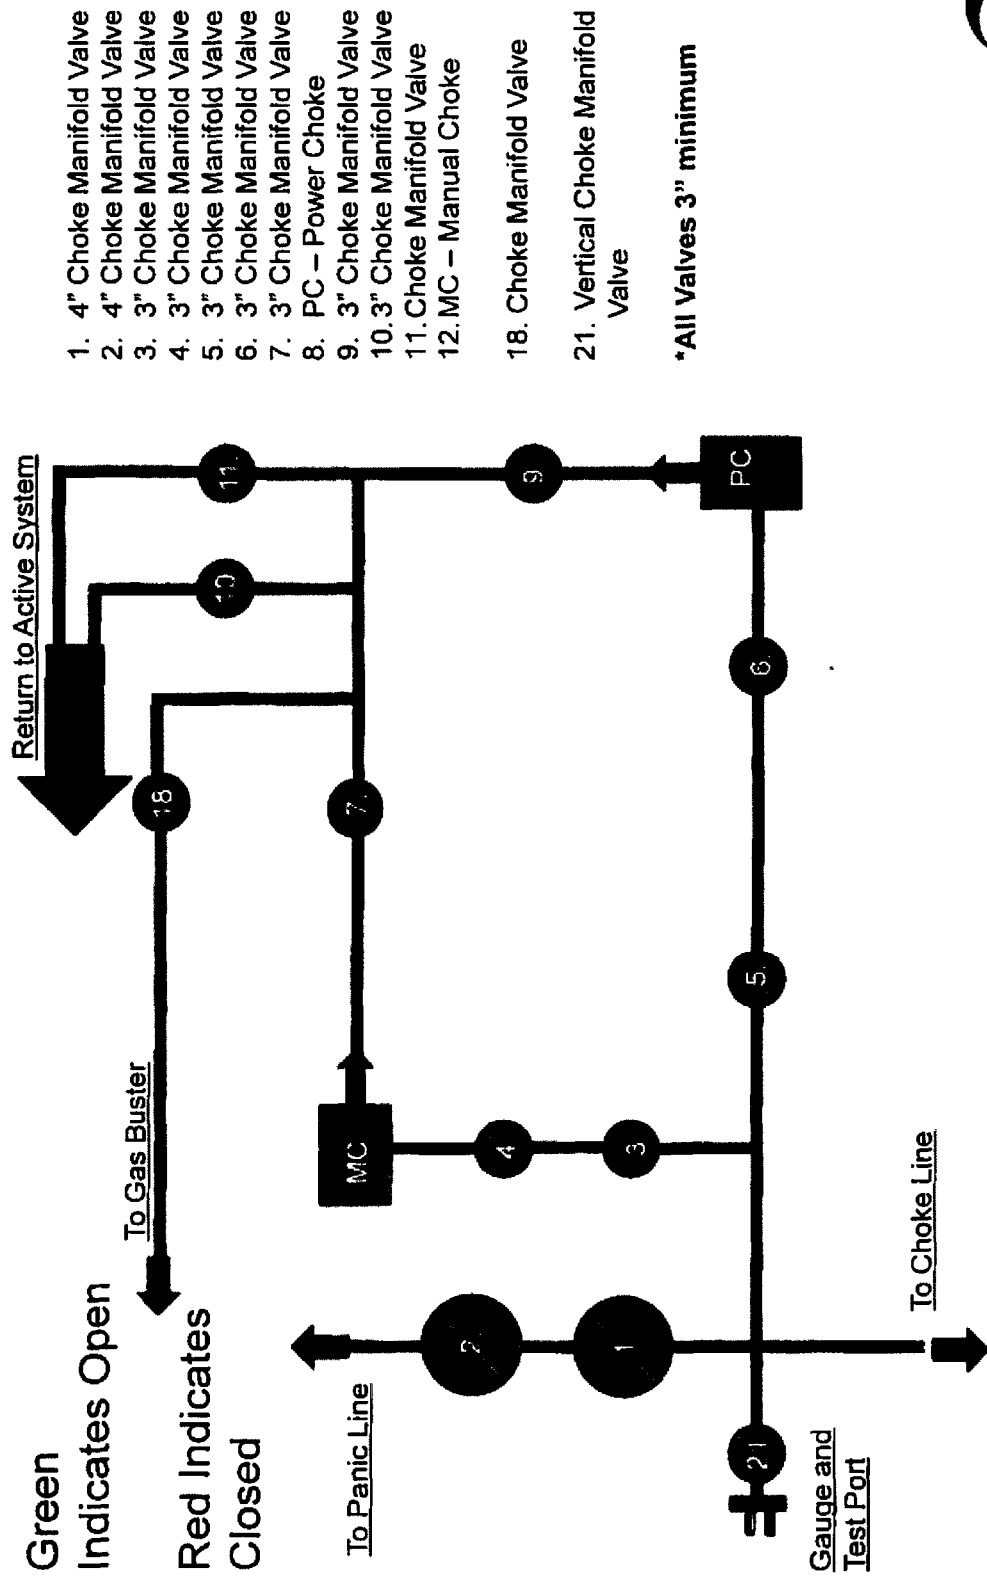 Green
Indicates Open
Red Indicates
Closed
To Panic Line
Gauge and
Test Port
To Gas Buster
To Choke Line
Return to Active System
21
1
2.
MC
4
3
5.
6.
PC
7.
18
10
11.
9
1. 4" Choke Manifold Valve
2. 4" Choke Manifold Valve
3. 3" Choke Manifold Valve
4. 3" Choke Manifold Valve
5. 3" Choke Manifold Valve
6. 3" Choke Manifold Valve
7. 3" Choke Manifold Valve
8. PC – Power Choke
9. 3" Choke Manifold Valve
10. 3" Choke Manifold Valve
11. Choke Manifold Valve
12. MC – Manual Choke
18. Choke Manifold Valve
21. Vertical Choke Manifold
Valve
*All Valves 3" minimum